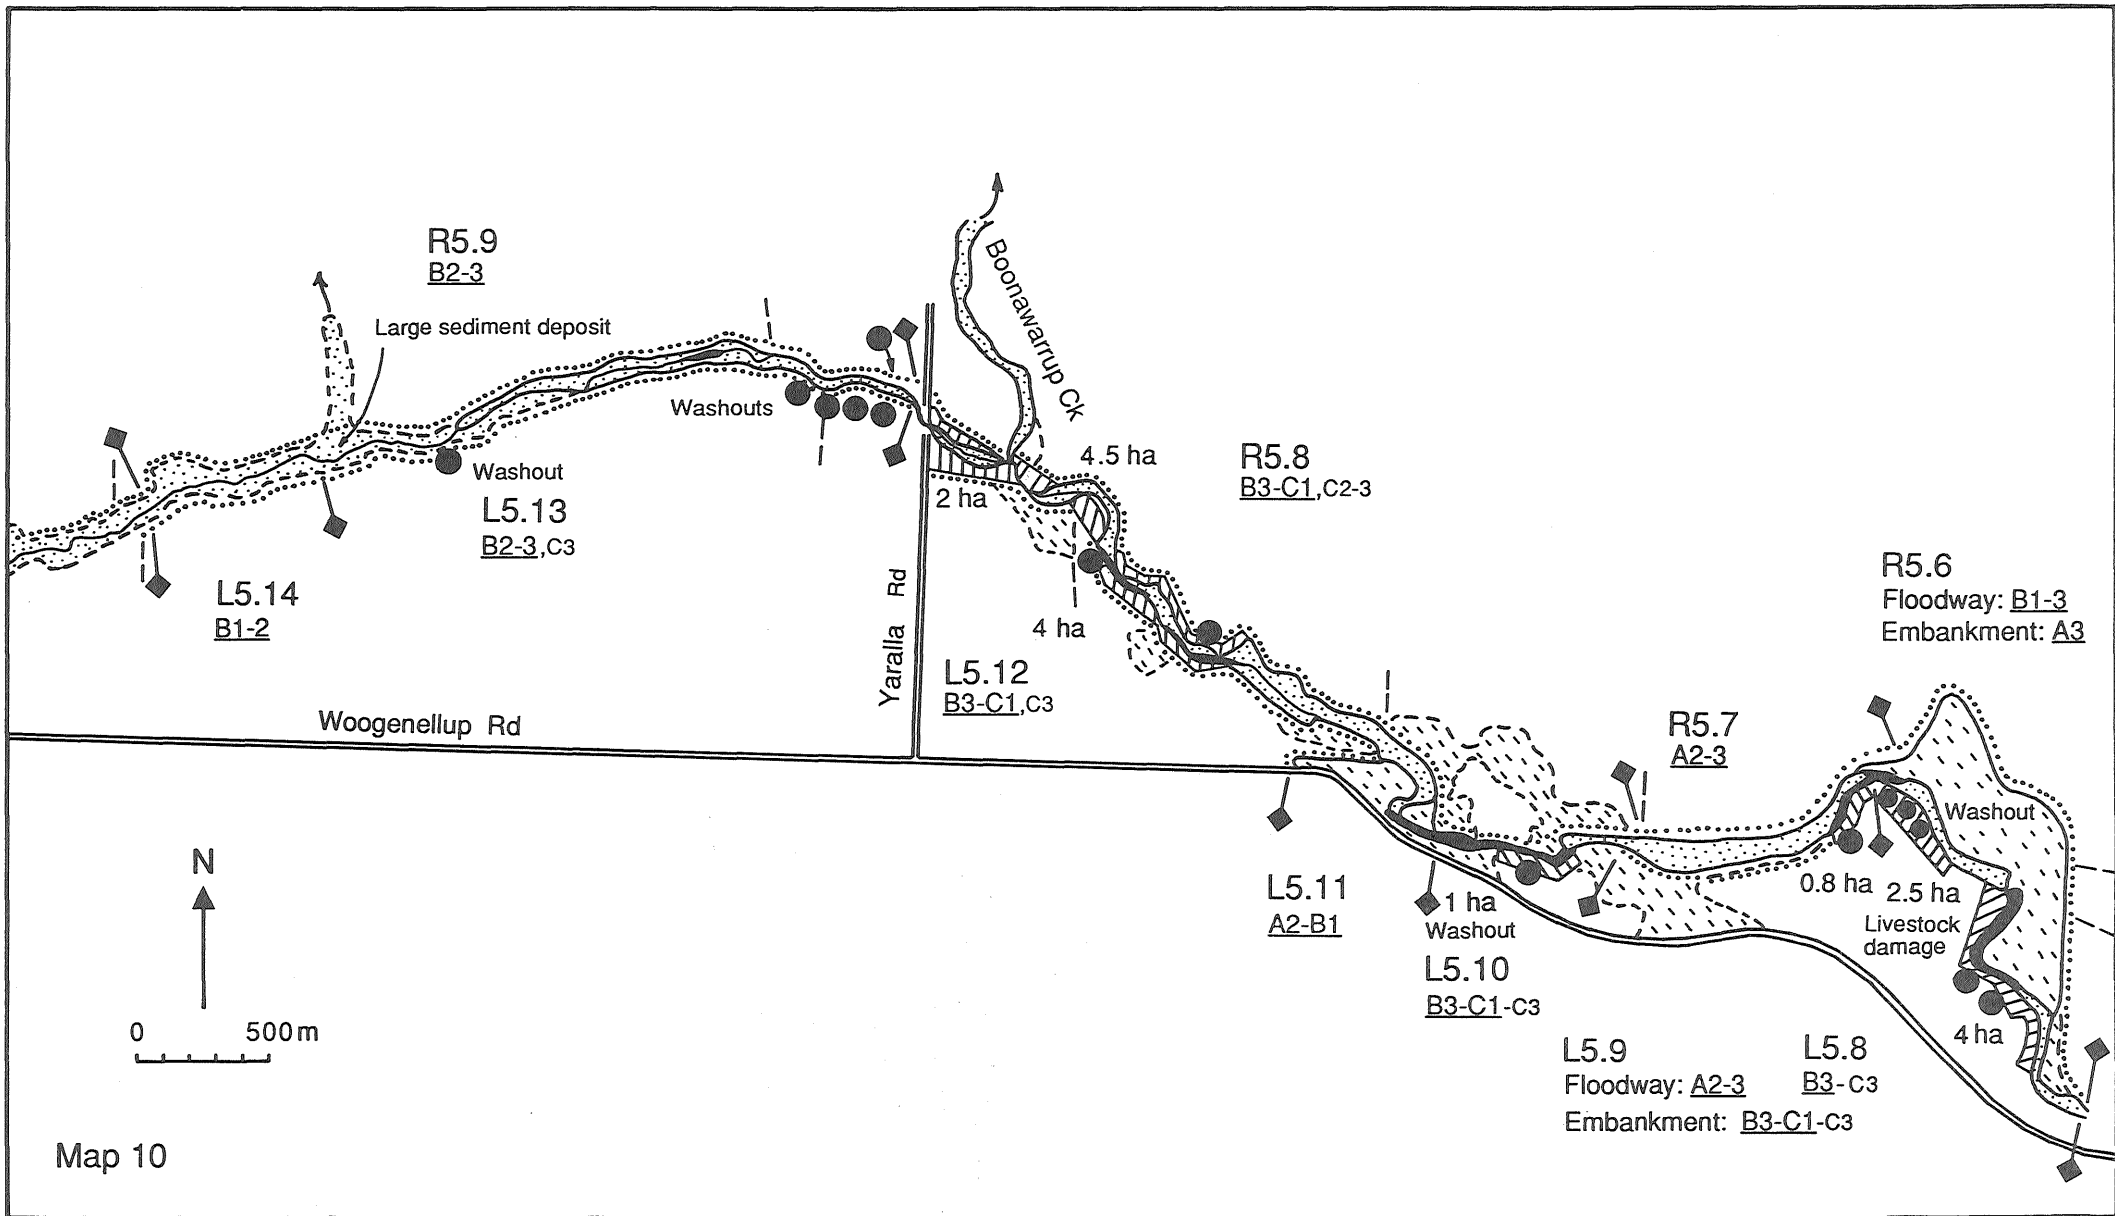 R5.9
B2-3
Large sediment deposit
Boonawarrup Ck
Washouts
Washout
L5.13
B2-3,C3
4.5 ha
R5.8
B3-C1,C2-3
2 ha
L5.14
B1-2
Yaralla Rd
4 ha
R5.6
Floodway: B1-3
Embankment: A3
L5.12
B3-C1,C3
Woogenellup Rd
R5.7
A2-3
Washout
N
0 500m
L5.11
A2-B1
1 ha
Washout
L5.10
B3-C1-C3
0.8 ha
2.5 ha
Livestock
damage
4 ha
L5.9
Floodway: A2-3
Embankment: B3-C1-C3
L5.8
B3-C3
Map 10